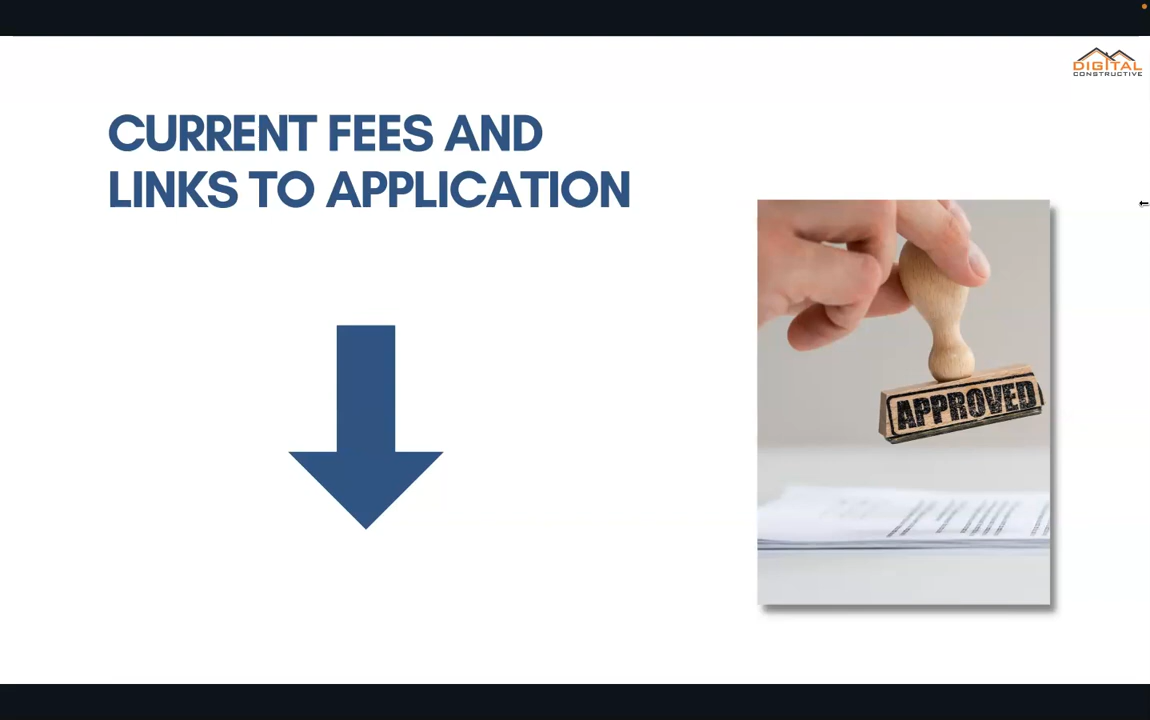 DIGITAL
CONSTRUCTIVE
CURRENT FEES AND
LINKS TO APPLICATION
APPROVED